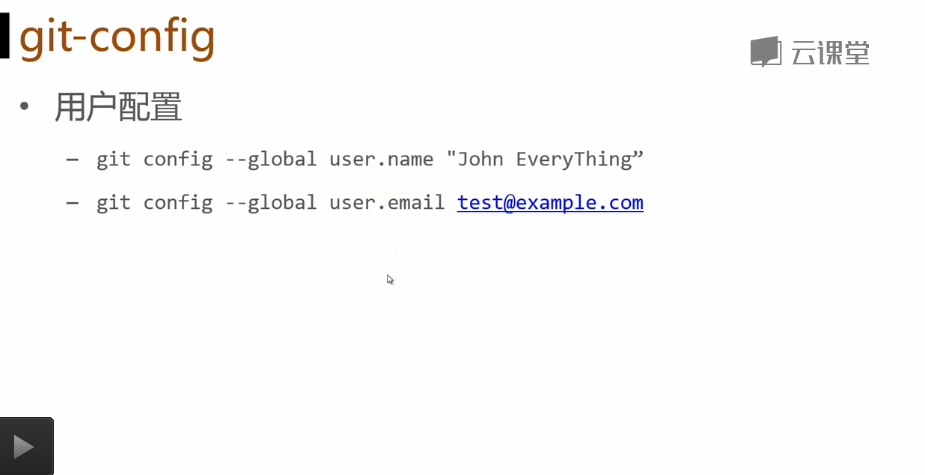 git-config
云课堂
• 用户配置
– git config --global user.name "John EveryThing”
– git config --global user.email test@example.com